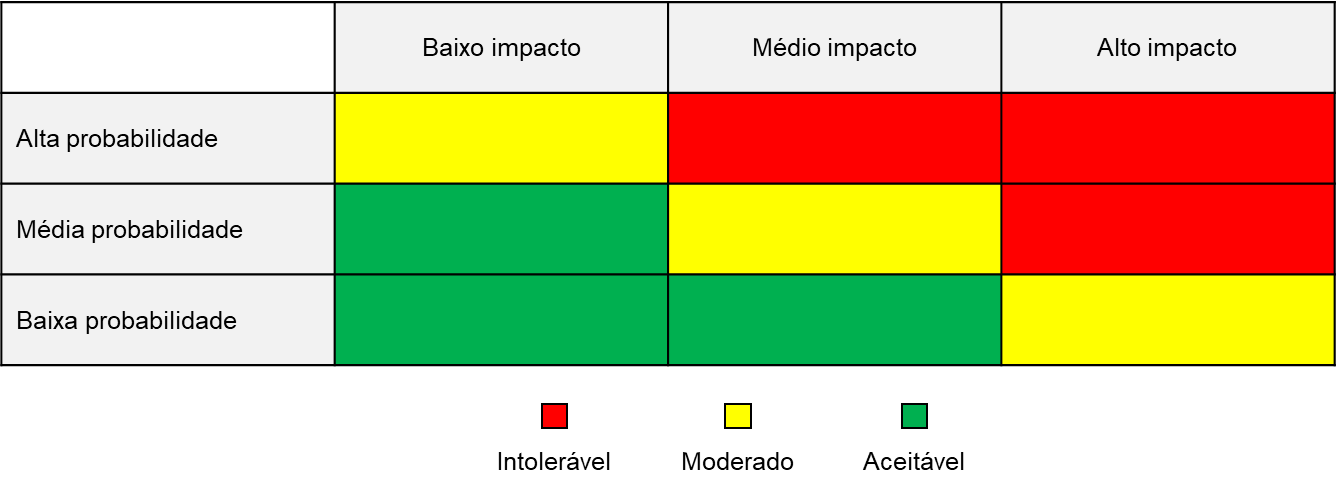 Baixo impacto
Médio impacto
Alto impacto
Alta probabilidade
Média probabilidade
Baixa probabilidade
Intolerável
Moderado
Aceitável